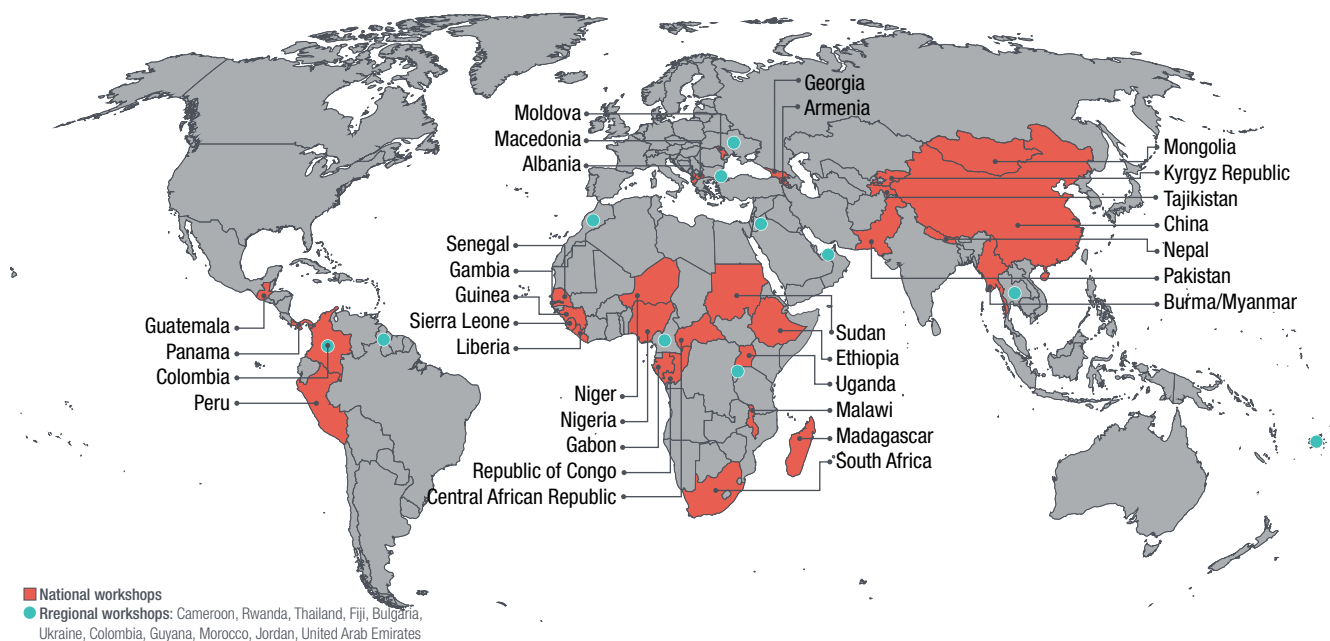 Georgia
Armenia
Moldova
Macedonia
Albania
Mongolia
Kyrgyz Republic
Tajikistan
China
Nepal
Pakistan
Burma/Myanmar
Senegal
Gambia
Guinea
Sierra Leone
Liberia
Guatemala
Panama
Colombia
Peru
Niger
Nigeria
Gabon
Republic of Congo
Central African Republic
Sudan
Ethiopia
Uganda
Malawi
Madagascar
South Africa
National workshops
Rregional workshops: Cameroon, Rwanda, Thailand, Fiji, Bulgaria,
Ukraine, Colombia, Guyana, Morocco, Jordan, United Arab Emirates